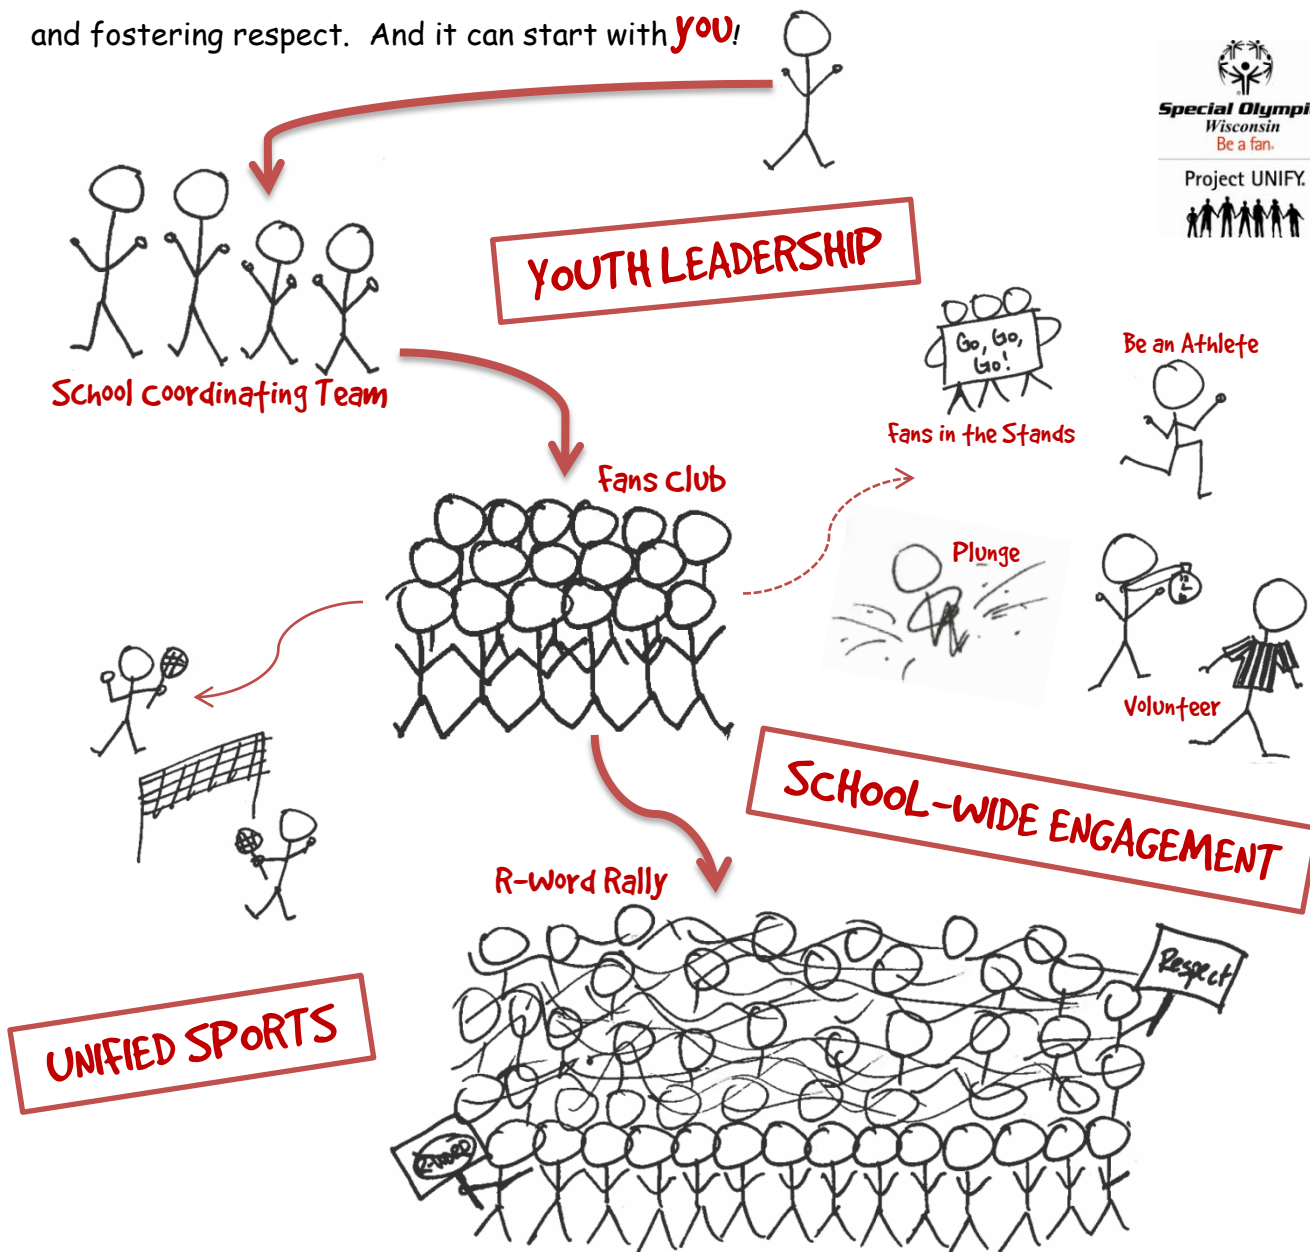 and fostering respect. And it can start with you!
Special Olympi
Wisconsin
Be a fan.
Project UNIFY.
YOUTH LEADERSHIP
Go, Go,
Go!
Be an Athlete
School Coordinating Team
Fans in the Stands
Fans Club
Plunge
Volunteer
SCHOOL-WIDE ENGAGEMENT
R-Word Rally
Respect
UNIFIED SPORTS
R-WORD